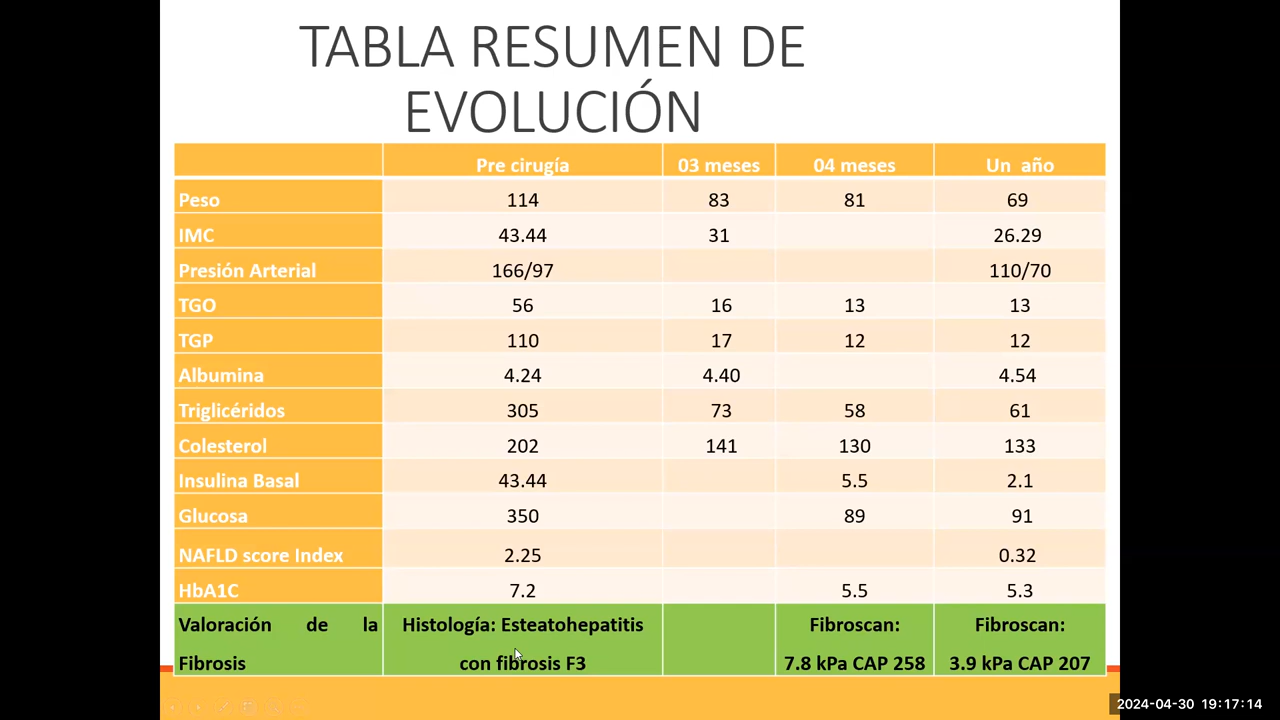 TABLA RESUMEN DE
EVOLUCIÓN
Pre cirugía 03 meses 04 meses Un año
Peso 114 83 81 69
IMC 43.44 31 26.29
Presión Arterial 166/97 110/70
TGO 56 16 13 13
TGP 110 17 12 12
Albumina 4.24 4.40 4.54
Triglicéridos 305 73 58 61
Colesterol 202 141 130 133
Insulina Basal 43.44 5.5 2.1
Glucosa 350 89 91
NAFLD score Index 2.25 0.32
HbA1C 7.2 5.5 5.3
Valoración de la Histología: Esteatohepatitis Fibroscan: Fibroscan:
Fibrosis con fibrosis F3 7.8 kPa CAP 258 3.9 kPa CAP 207
2024-04-30 19:17:14